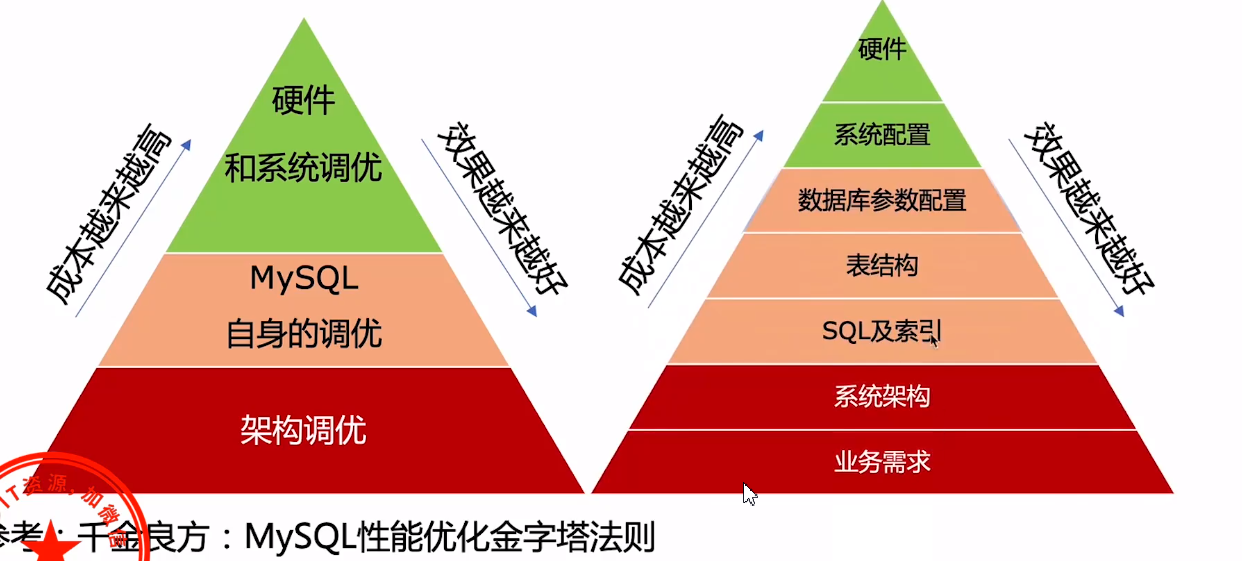 硬件
和系统调优
MySQL
自身的调优
架构调优
成本越来越高
效果越来越好
硬件
系统配置
数据库参数配置
表结构
SQL及索引
系统架构
业务需求
成本越来越高
效果越来越好
参考：千金良方：MySQL性能优化金字塔法则
IT资源，加微信